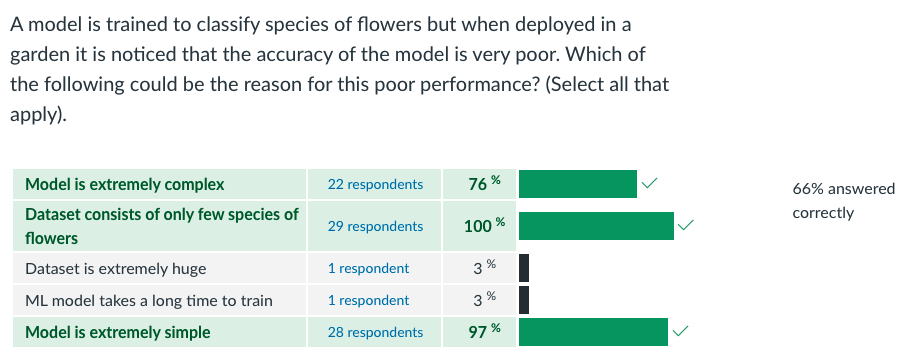 A model is trained to classify species of flowers but when deployed in a
garden it is noticed that the accuracy of the model is very poor. Which of
the following could be the reason for this poor performance? (Select all that
apply).
Model is extremely complex 22 respondents 76 %
66% answered
correctly
Dataset consists of only few species of
flowers 29 respondents 100 %
Dataset is extremely huge 1 respondent 3 %
ML model takes a long time to train 1 respondent 3 %
Model is extremely simple 28 respondents 97 %